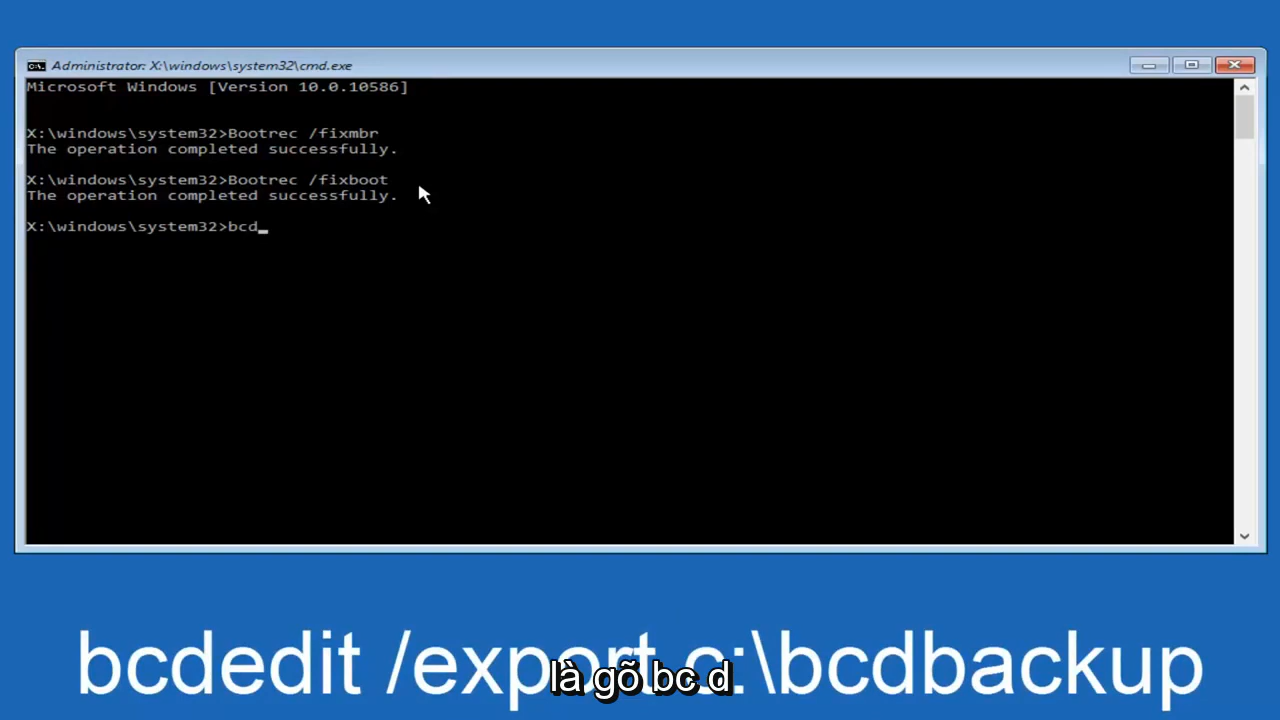 Administrator: X:\windows\system32\cmd.exe
Microsoft Windows [Version 10.0.10586]
X:\windows\system32>Bootrec /fixmbr
The operation completed successfully.
X:\windows\system32>Bootrec /fixboot
The operation completed successfully.
X:\windows\system32>bcd_
bcdedit /export c:\bcdbackup
là gõ bc d